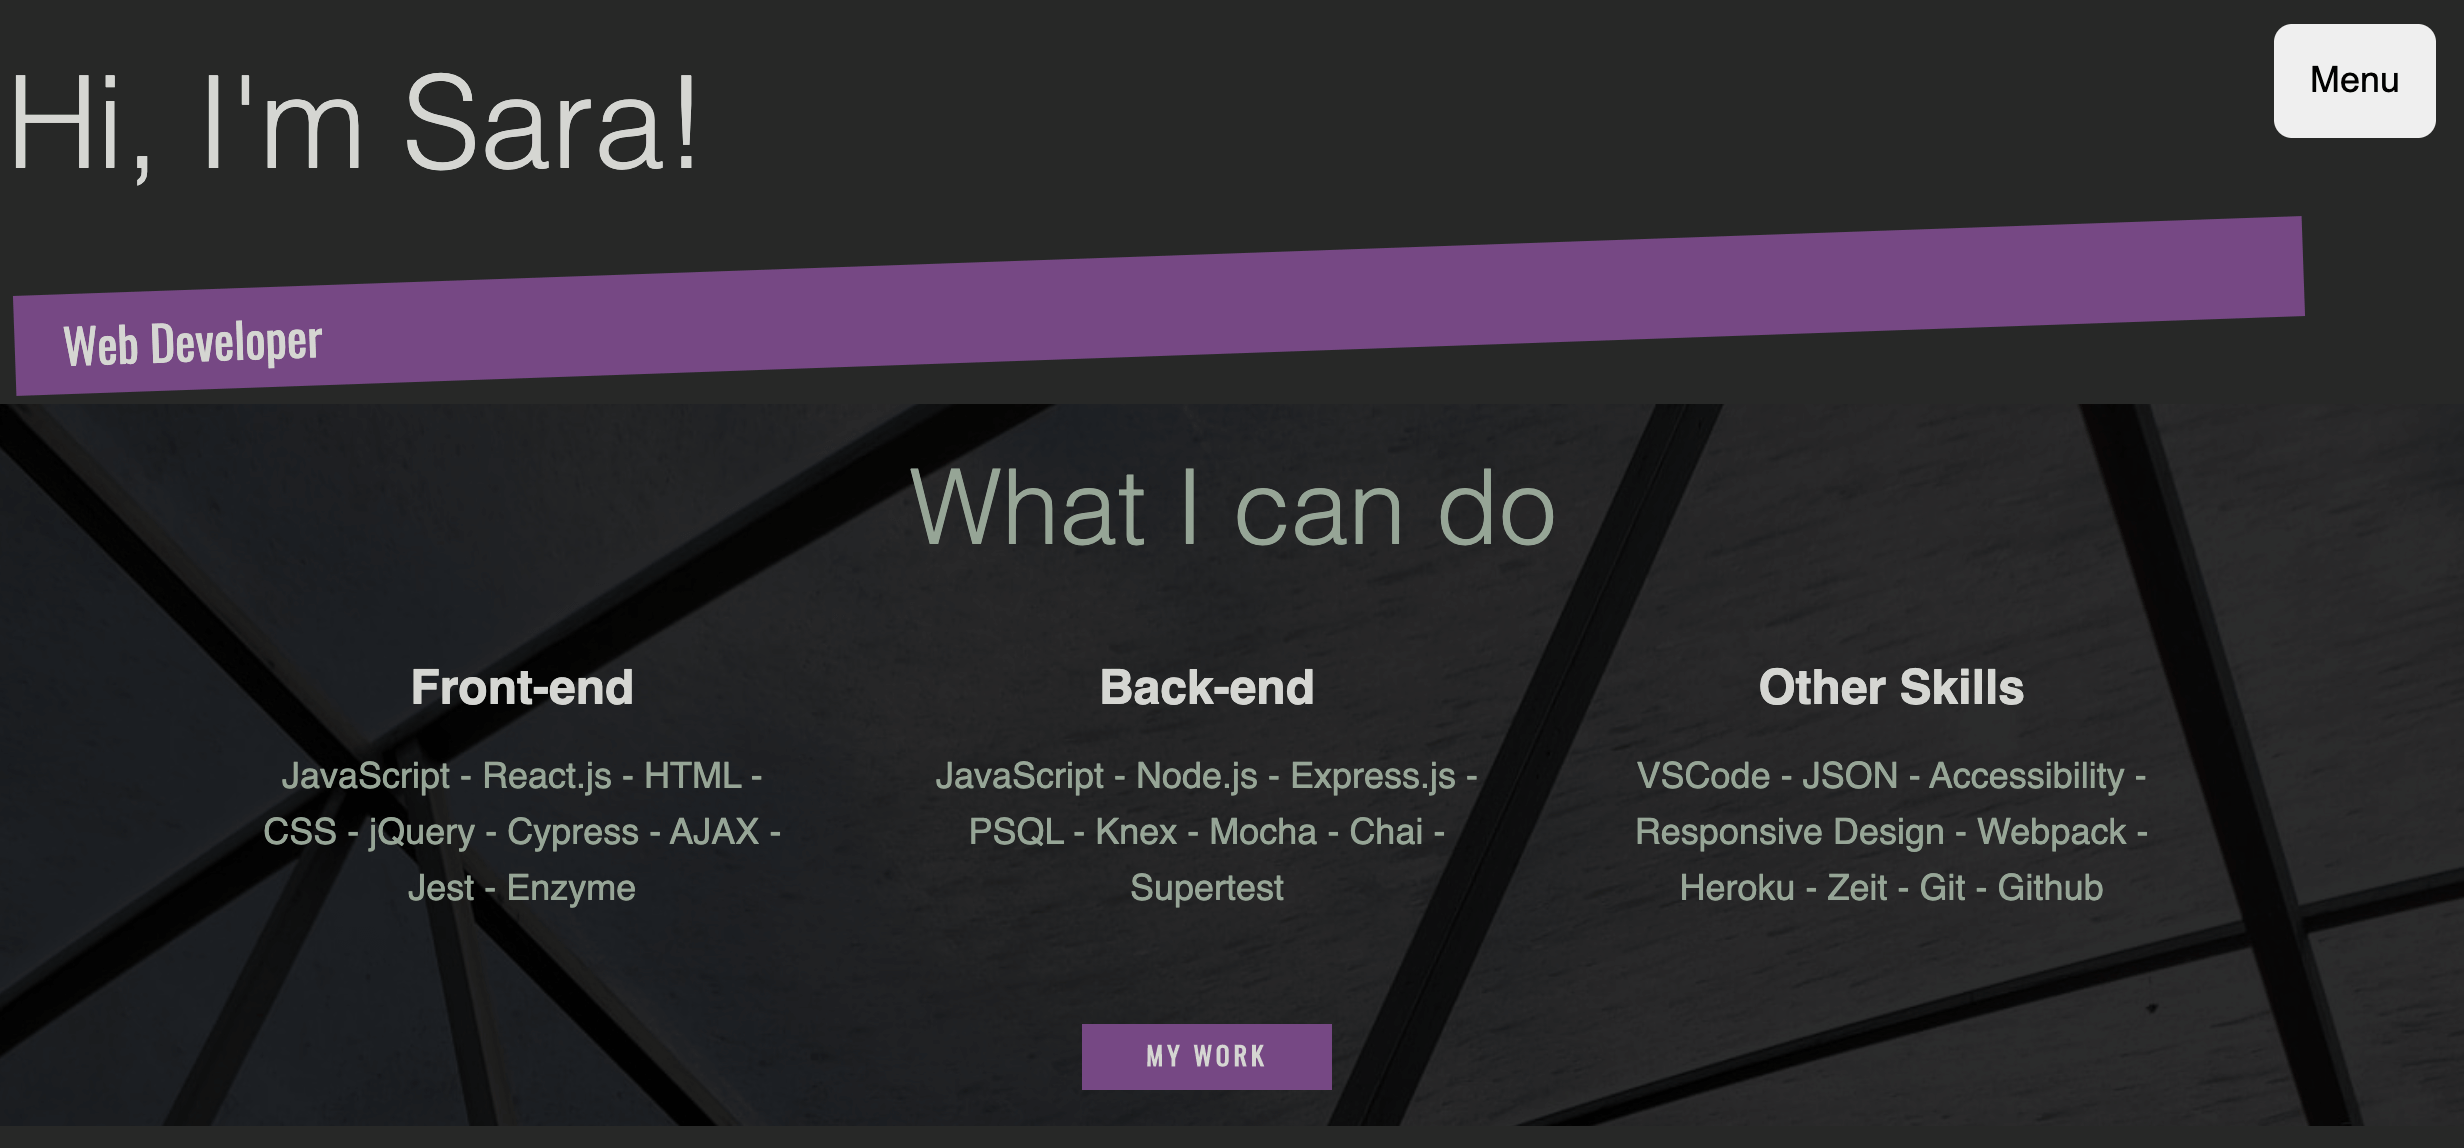 Hi, I'm Sara!
Menu
Web Developer
What I can do
Front-end
JavaScript - React.js - HTML -
CSS - jQuery - Cypress - AJAX -
Jest - Enzyme
Back-end
JavaScript - Node.js - Express.js -
PSQL - Knex - Mocha - Chai -
Supertest
Other Skills
VSCode - JSON - Accessibility -
Responsive Design - Webpack -
Heroku - Zeit - Git - Github
MY WORK